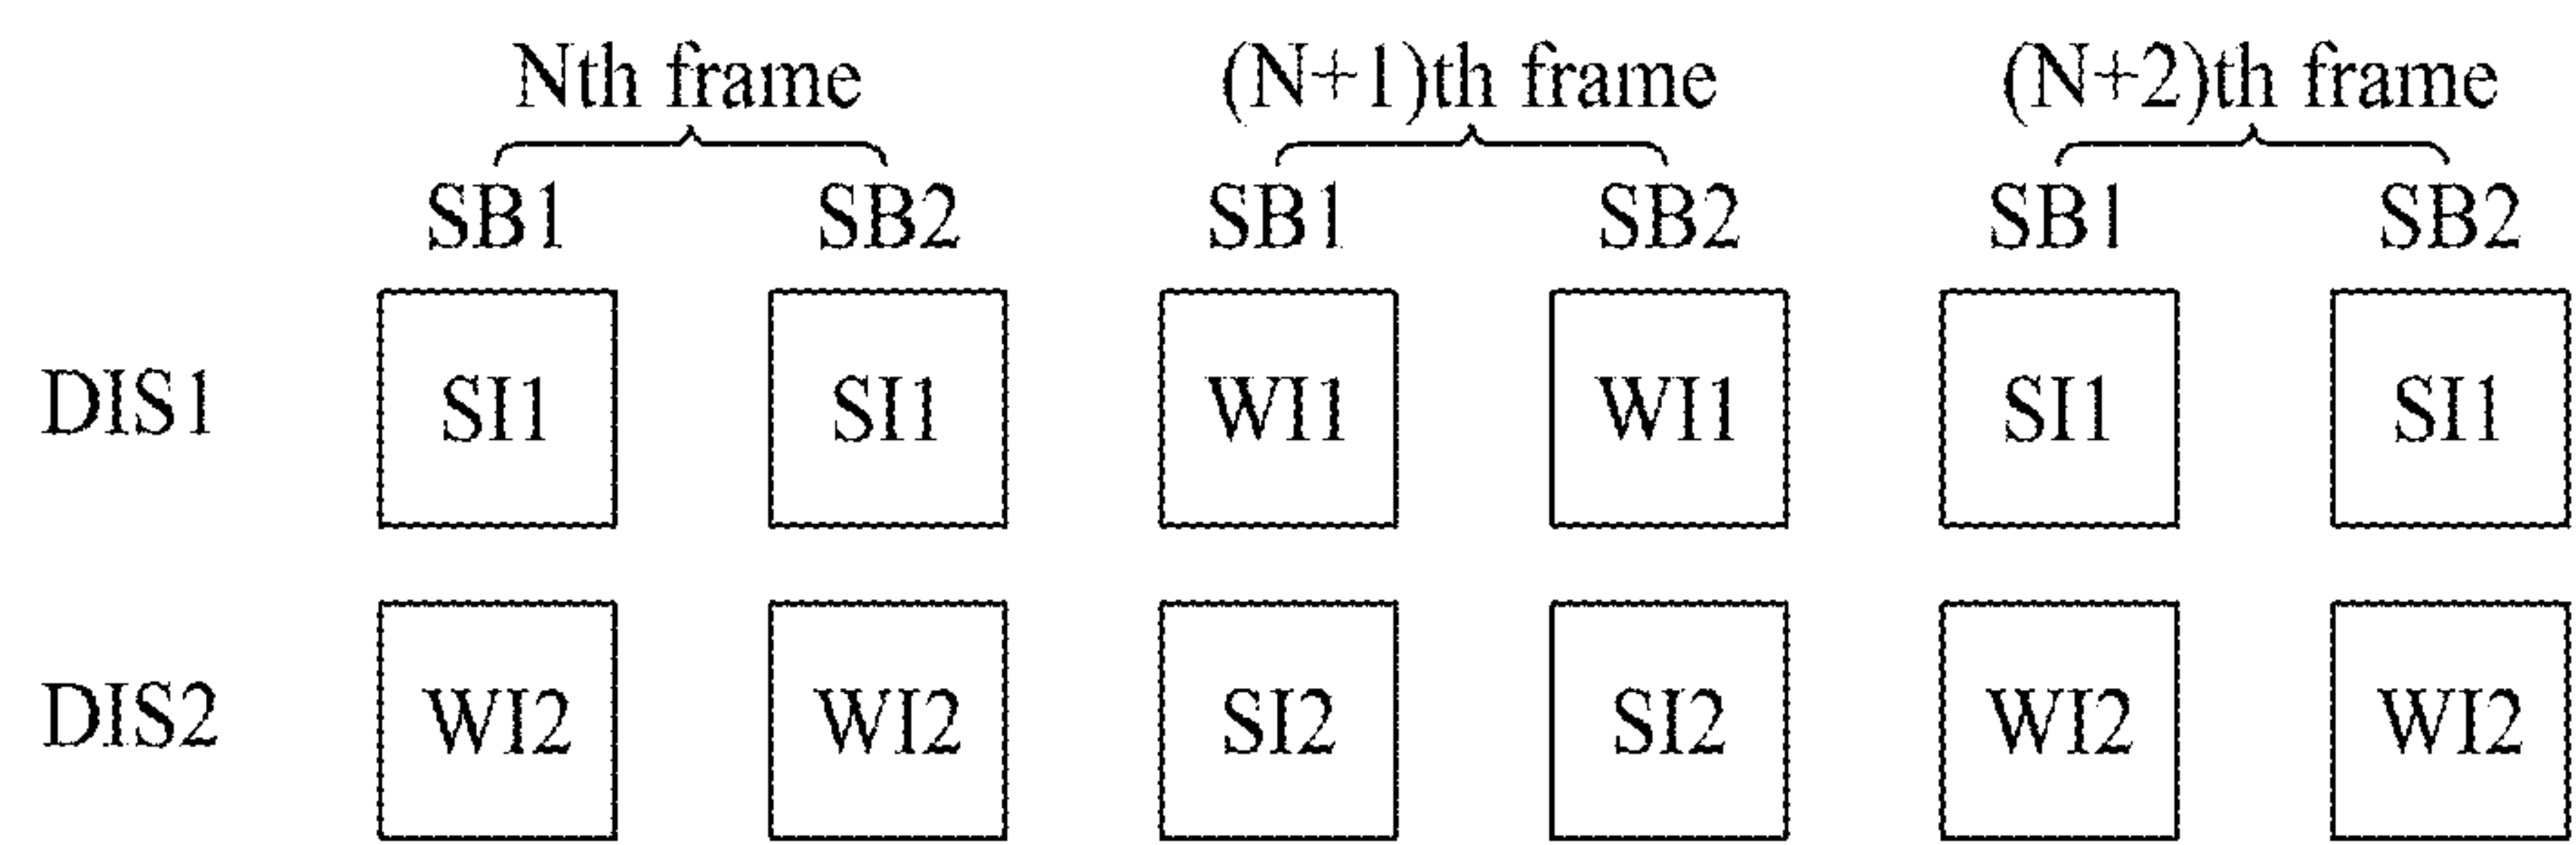 Nth frame (N+1)th frame (N+2)th frame
SB1 SB2 SB1 SB2 SB1 SB2
DIS1 SI1 SI1 WI1 WI1 SI1 SI1
DIS2 WI2 WI2 SI2 SI2 WI2 WI2